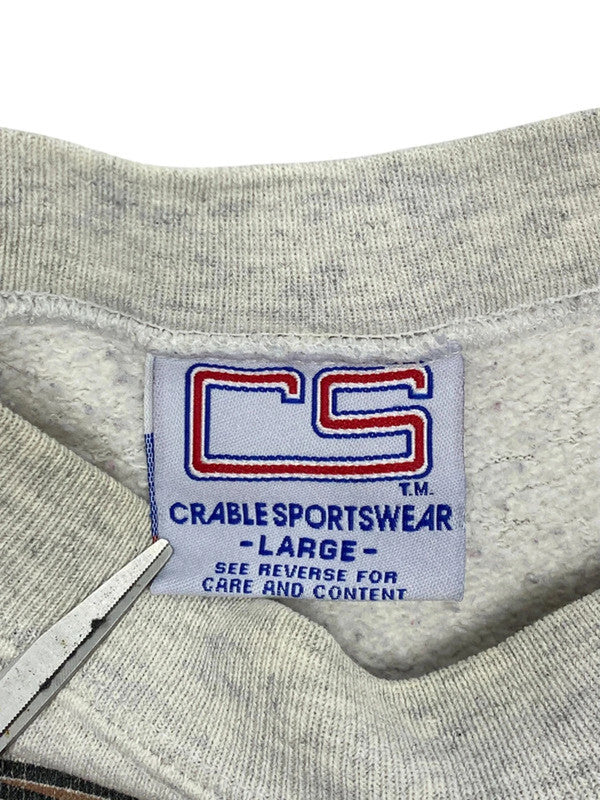 CS
T.M.
CRABLE SPORTSWEAR
-LARGE-
SEE REVERSE FOR
CARE AND CONTENT